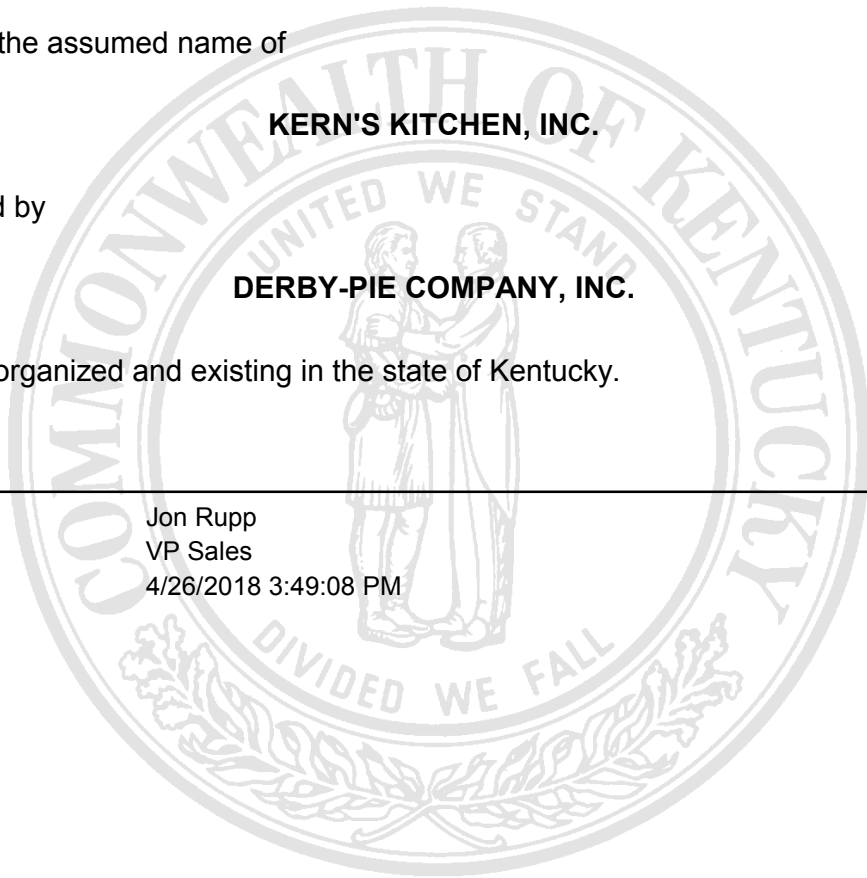 the assumed name of
KERN'S KITCHEN, INC.
d by
DERBY-PIE COMPANY, INC.
organized and existing in the state of Kentucky.
Jon Rupp
VP Sales
4/26/2018 3:49:08 PM
COMMONWEALTH OF KENTUCKY
UNITED WE STAND
DIVIDED WE FALL